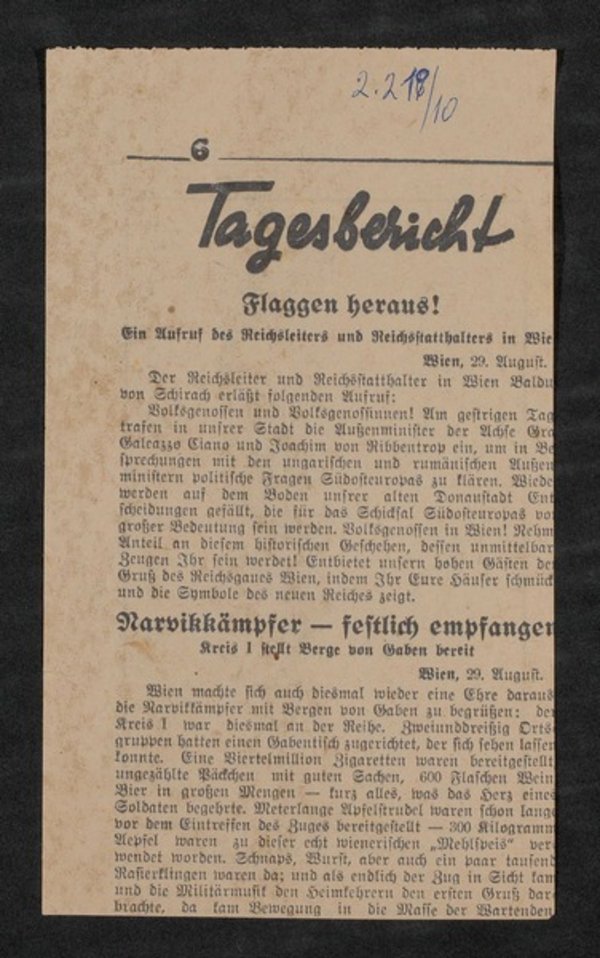 2.2 18/10
6
Tagesbericht
Flaggen heraus!
Ein Aufruf des Reichsleiters und Reichsstatthalters in Wie
Wien, 29. August.
Der Reichsleiter und Reichsstatthalter in Wien Baldu
von Schirach erläßt folgenden Aufruf:
Volksgenossen und Volksgenossinnen! Am gestrigen Tag
trafen in unsrer Stadt die Außenminister der Achse Gra
Galeazzo Ciano und Joachim von Ribbentrop ein, um in Be
sprechungen mit den ungarischen und rumänischen Außen
ministern politische Fragen Südosteuropas zu klären. Wiede
werden auf dem Boden unsrer alten Donaustadt Ent
scheidungen gefällt, die für das Schicksal Südosteuropas vo
großer Bedeutung sein werden. Volksgenossen in Wien! Nehm
Anteil an diesem historischen Geschehen, dessen unmittelbar
Zeugen Ihr sein werdet! Entbietet unsern hohen Gästen de
Gruß des Reichsgaues Wien, indem Ihr Eure Häuser schmück
und die Symbole des neuen Reiches zeigt.
Narvikkämpfer — festlich empfangen
Kreis I stellt Berge von Gaben bereit
Wien, 29. August.
Wien machte sich auch diesmal wieder eine Ehre daraus
die Narvikkämpfer mit Bergen von Gaben zu begrüßen: der
Kreis I war diesmal an der Reihe. Zweiunddreißig Orts
gruppen hatten einen Gabentisch zugerichtet, der sich sehen lassen
konnte. Eine Viertelmillion Zigaretten waren bereitgestellt
ungezählte Päckchen mit guten Sachen, 600 Flaschen Wein
Bier in großen Mengen — kurz alles, was das Herz eines
Soldaten begehrte. Meterlange Apfelstrudel waren schon lange
vor dem Eintreffen des Zuges bereitgestellt — 300 Kilogramm
Aepfel waren zu dieser echt wienerischen „Mehlspeis" ver
wendet worden. Schnaps, Wurst, aber auch ein paar tausend
Rasierklingen waren da; und als endlich der Zug in Sicht kam
und die Militärmusik den Heimkehrern den ersten Gruß dar
brachte, da kam Bewegung in die Masse der Wartenden